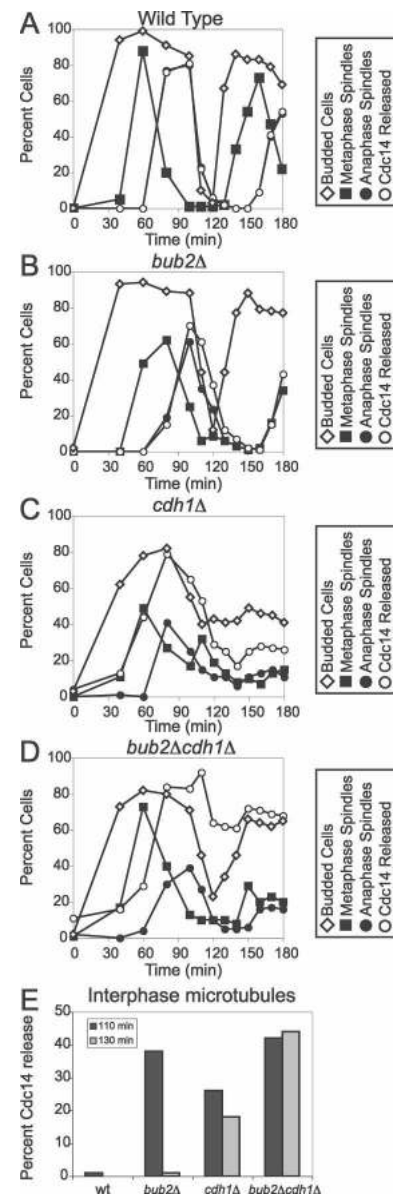 A Wild Type
Percent Cells
100
80
60
40
20
0
0 30 60 90 120 150 180
Time (min)
◇ Budded Cells
■ Metaphase Spindles
● Anaphase Spindles
○ Cdc14 Released
B bub2Δ
Percent Cells
100
80
60
40
20
0
0 30 60 90 120 150 180
Time (min)
◇ Budded Cells
■ Metaphase Spindles
● Anaphase Spindles
○ Cdc14 Released
C cdh1Δ
Percent Cells
100
80
60
40
20
0
0 30 60 90 120 150 180
Time (min)
◇ Budded Cells
■ Metaphase Spindles
● Anaphase Spindles
○ Cdc14 Released
D bub2Δcdh1Δ
Percent Cells
100
80
60
40
20
0
0 30 60 90 120 150 180
Time (min)
◇ Budded Cells
■ Metaphase Spindles
● Anaphase Spindles
○ Cdc14 Released
E Interphase microtubules
Percent Cdc14 release
50
40
30
20
10
0
110 min
130 min
wt bub2Δ cdh1Δ bub2Δcdh1Δ